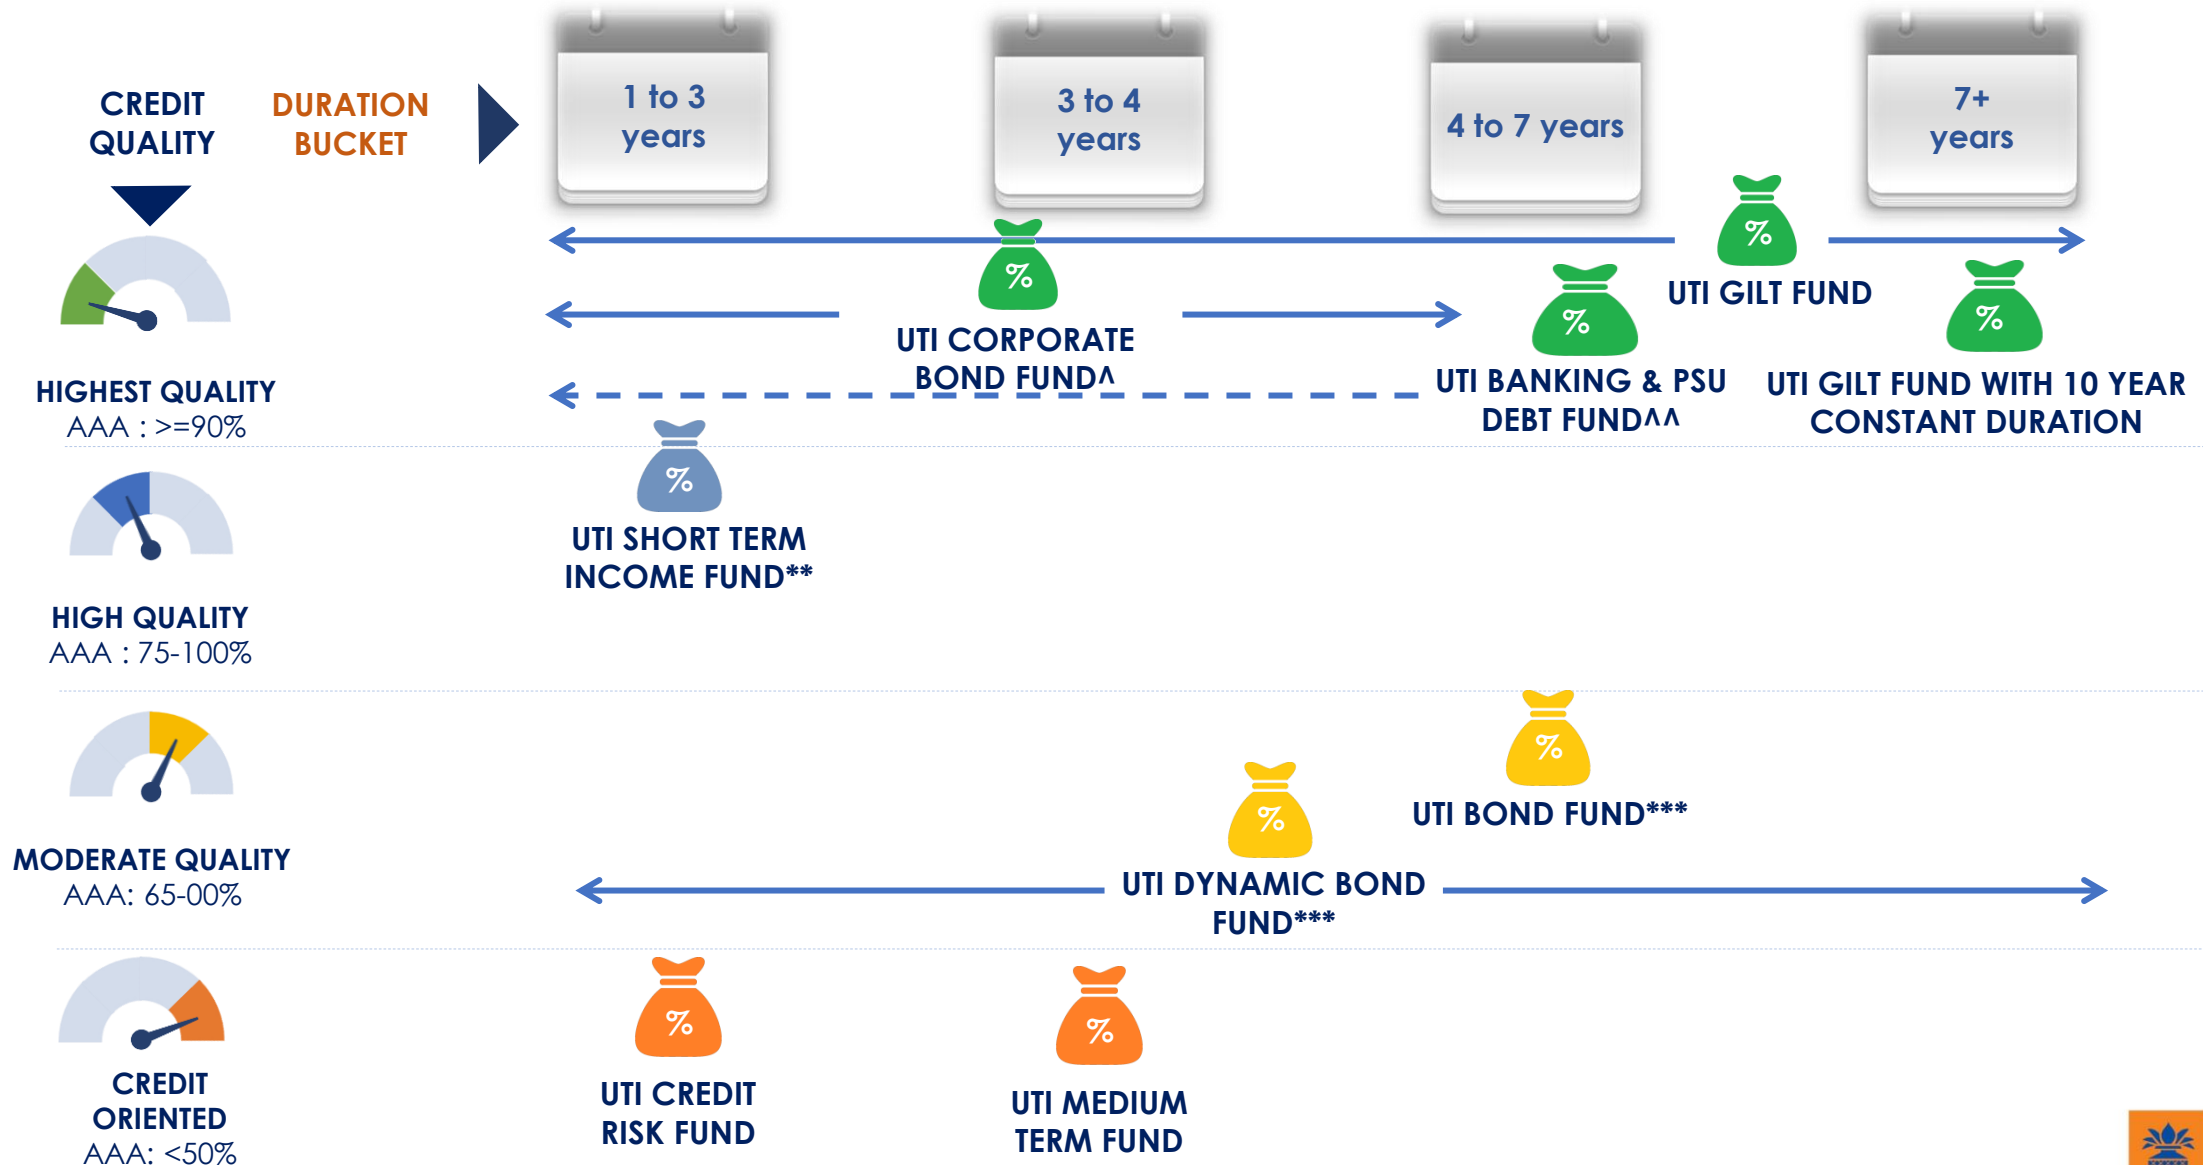 CREDIT
QUALITY
DURATION
BUCKET
1 to 3
years
3 to 4
years
4 to 7 years
7+
years
%
UTI GILT FUND
%
UTI CORPORATE
BOND FUND^
%
UTI BANKING & PSU
DEBT FUND^^
%
UTI GILT FUND WITH 10 YEAR
CONSTANT DURATION
HIGHEST QUALITY
AAA : >=90%
%
UTI SHORT TERM
INCOME FUND**
HIGH QUALITY
AAA : 75-100%
%
UTI BOND FUND***
%
UTI DYNAMIC BOND
FUND***
MODERATE QUALITY
AAA: 65-00%
%
UTI CREDIT
RISK FUND
%
UTI MEDIUM
TERM FUND
CREDIT
ORIENTED
AAA: <50%